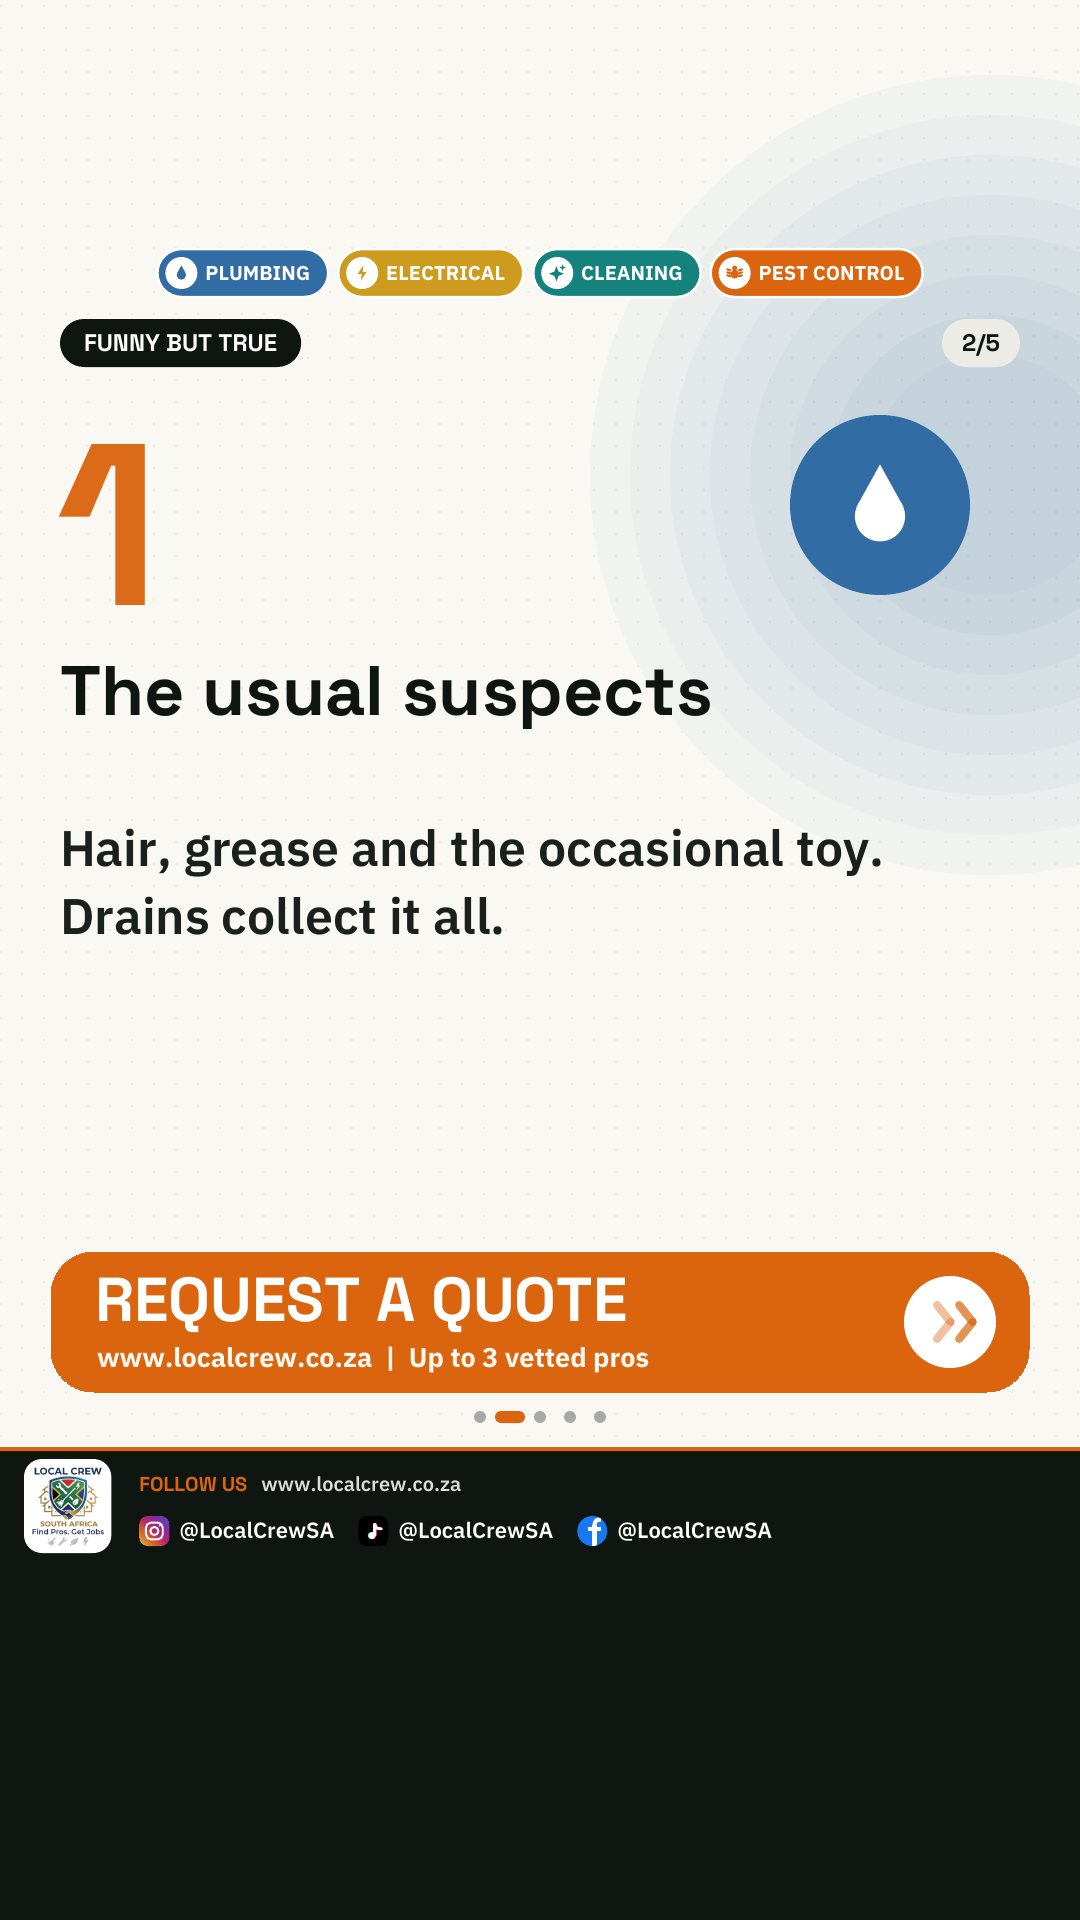 PLUMBING ELECTRICAL CLEANING PEST CONTROL
FUNNY BUT TRUE
2/5
1
The usual suspects
Hair, grease and the occasional toy.
Drains collect it all.
REQUEST A QUOTE
www.localcrew.co.za | Up to 3 vetted pros
LOCAL CREW
SOUTH AFRICA
Find Pros. Get Jobs
FOLLOW US www.localcrew.co.za
@LocalCrewSA @LocalCrewSA @LocalCrewSA